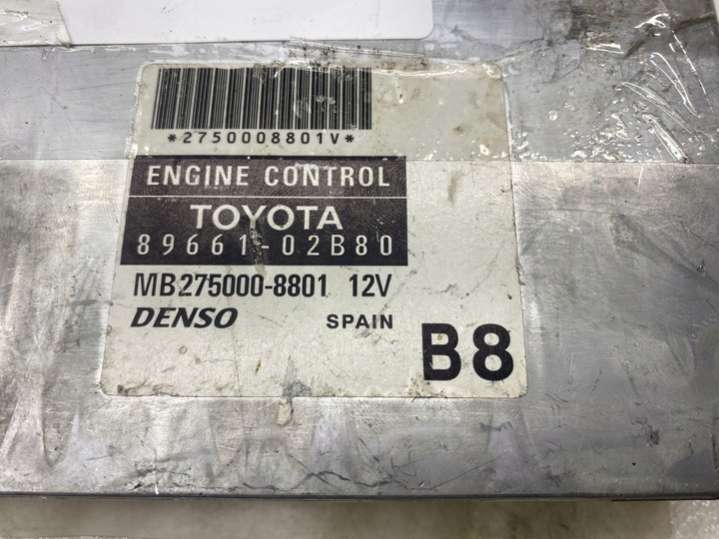 *2750008801V*
ENGINE CONTROL
TOYOTA
89661-02B80
MB275000-8801 12V
DENSO SPAIN B8